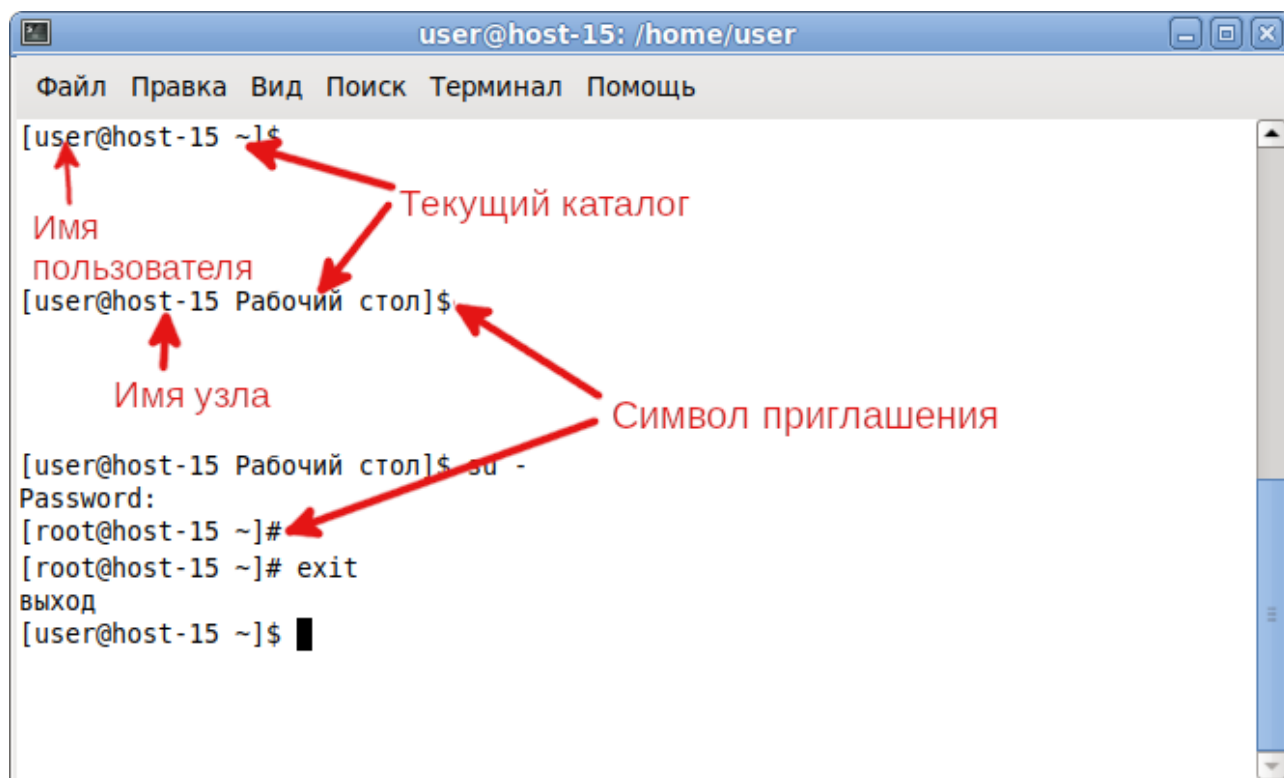 user@host-15: /home/user
Файл Правка Вид Поиск Терминал Помощь
[user@host-15 ~]$
Текущий каталог
Имя
пользователя
[user@host-15 Рабочий стол]$
Имя узла
Символ приглашения
[user@host-15 Рабочий стол]$ su -
Password:
[root@host-15 ~]#
[root@host-15 ~]# exit
выход
[user@host-15 ~]$